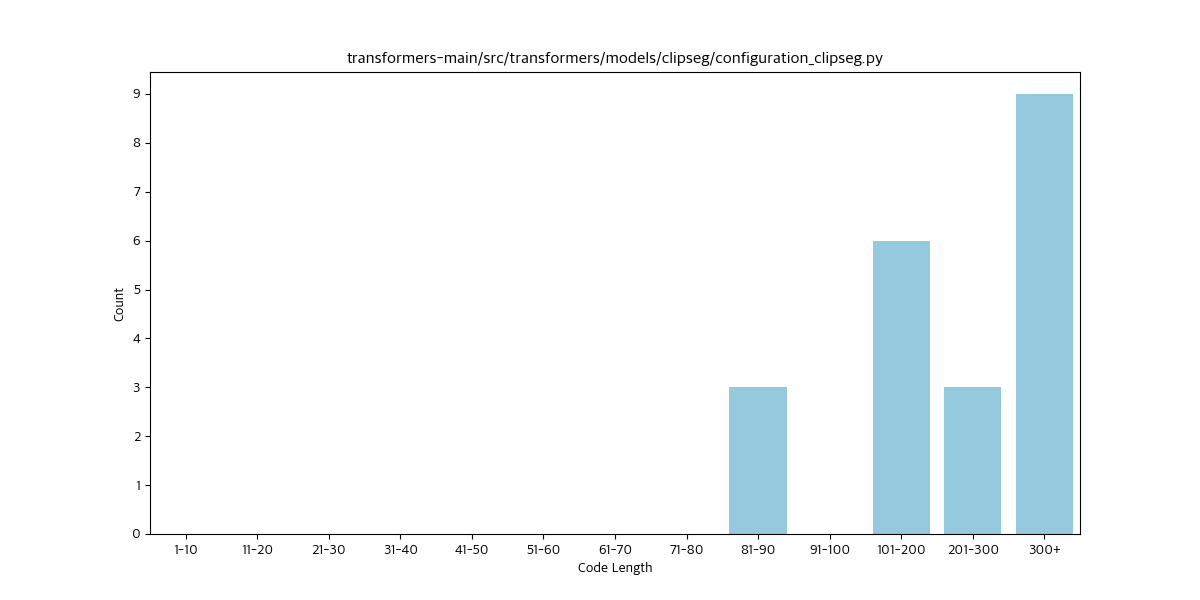 transformers-main/src/transformers/models/clipseg/configuration_clipseg.py
9
8
7
6
5
4
3
2
1
0
Count
1-10 11-20 21-30 31-40 41-50 51-60 61-70 71-80 81-90 91-100 101-200 201-300 300+
Code Length